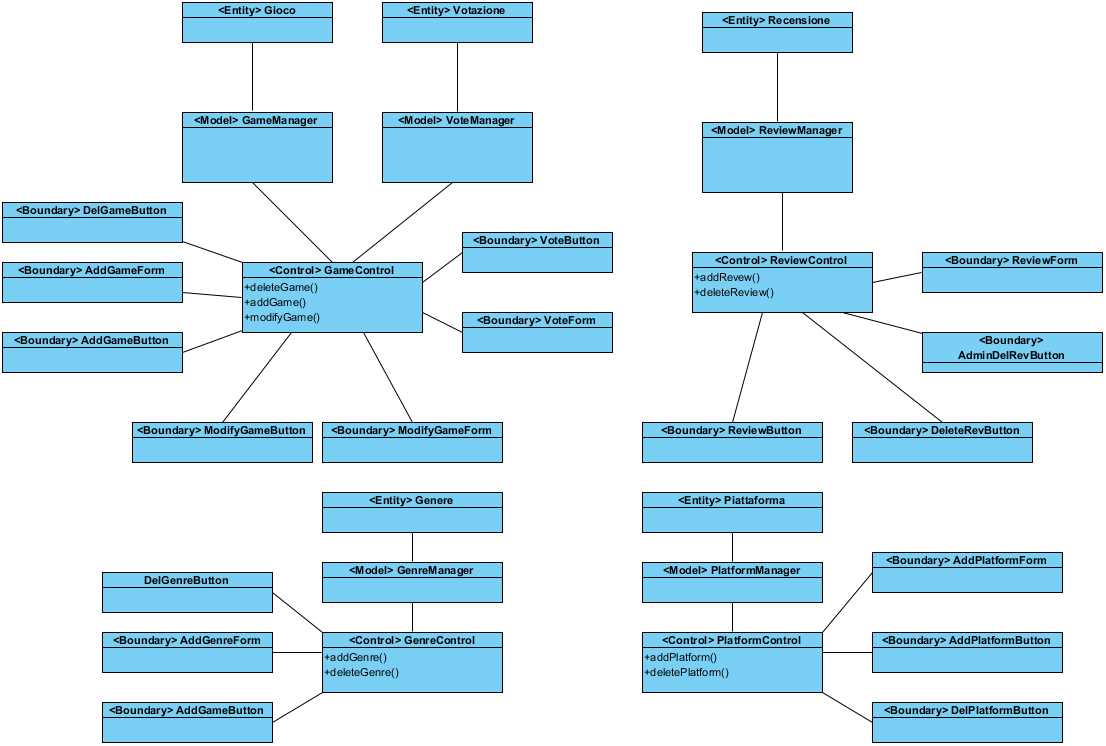 <Entity> Gioco
<Entity> Votazione
<Entity> Recensione
<Model> GameManager
<Model> VoteManager
<Model> ReviewManager
<Boundary> DelGameButton
<Boundary> AddGameForm
<Boundary> AddGameButton
<Control> GameControl
+deleteGame()
+addGame()
+modifyGame()
<Boundary> VoteButton
<Boundary> VoteForm
<Control> ReviewControl
+addRevew()
+deleteReview()
<Boundary> ReviewForm
<Boundary>
AdminDelRevButton
<Boundary> ModifyGameButton
<Boundary> ModifyGameForm
<Boundary> ReviewButton
<Boundary> DeleteRevButton
<Entity> Genere
<Model> GenreManager
DelGenreButton
<Boundary> AddGenreForm
<Boundary> AddGameButton
<Control> GenreControl
+addGenre()
+deleteGenre()
<Entity> Piattaforma
<Model> PlatformManager
<Control> PlatformControl
+addPlatform()
+deletePlatform()
<Boundary> AddPlatformForm
<Boundary> AddPlatformButton
<Boundary> DelPlatformButton